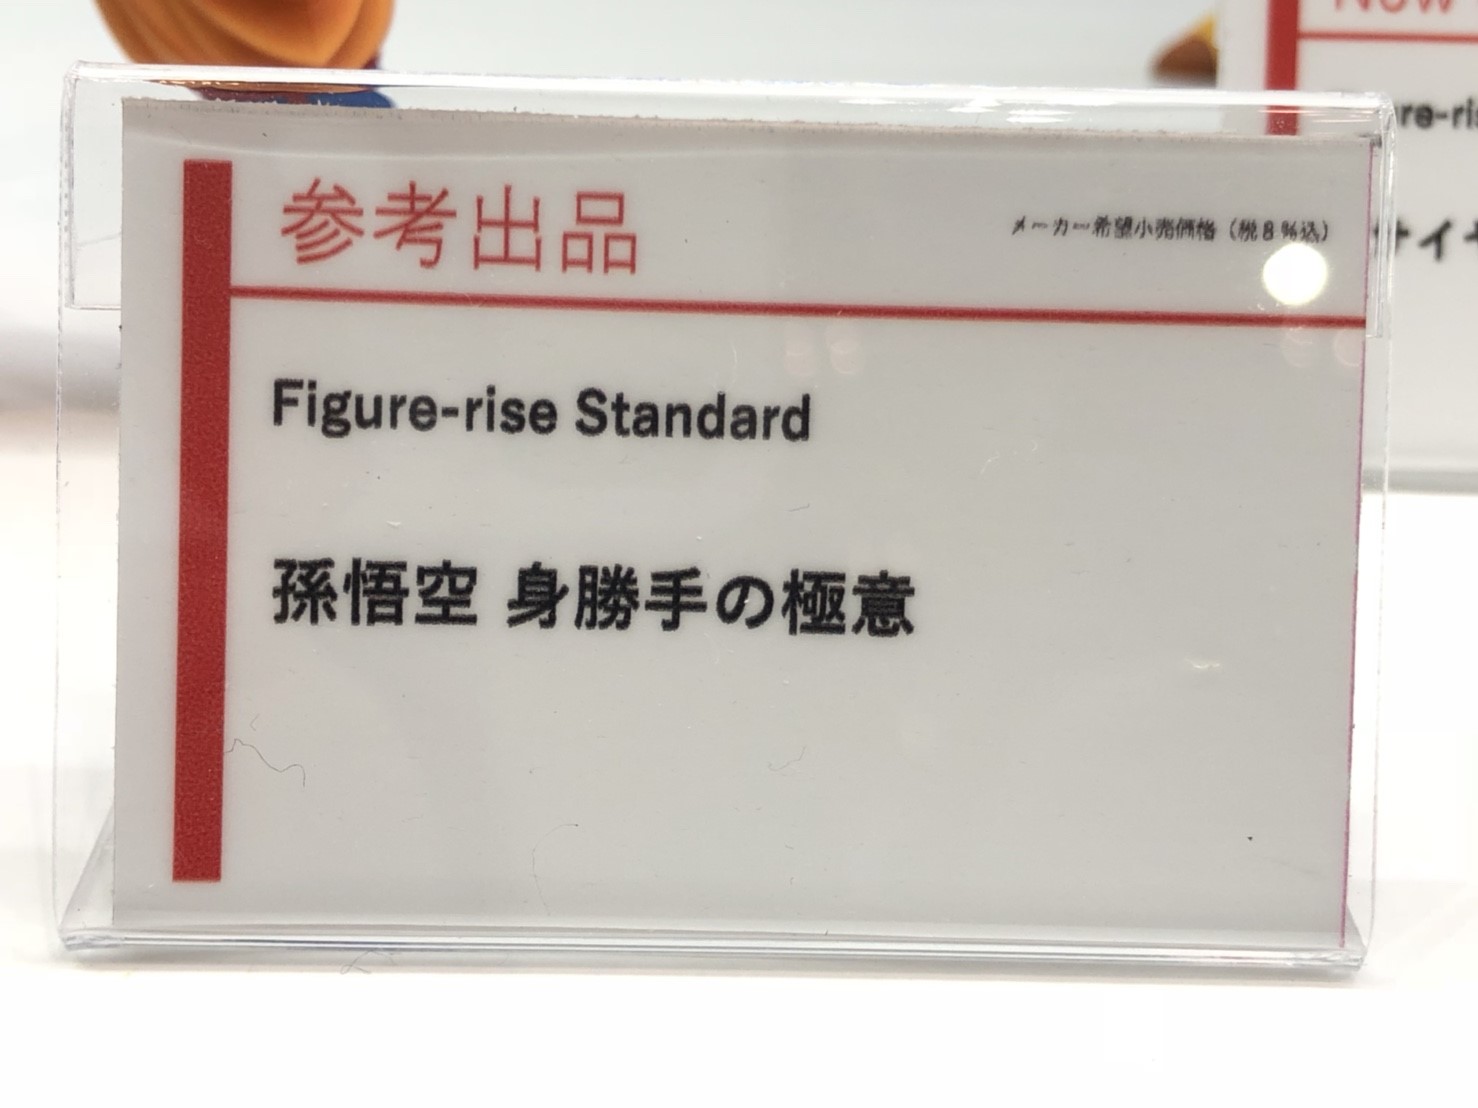 参考出品
メーカー希望小売価格（税８％込）
Figure-rise Standard
孫悟空 身勝手の極意